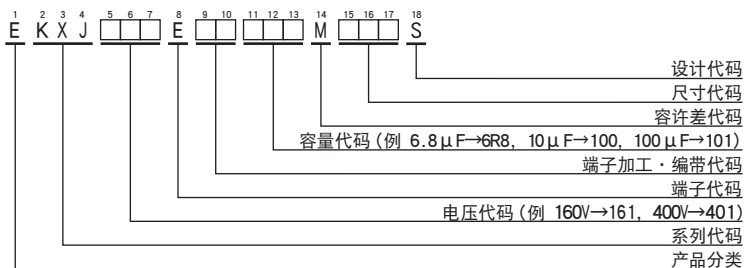 1 2 3 4 5 6 7 8 9 10 11 12 13 14 15 16 17 18
E K X J □□□ E □□ □□□ M □□□ S
设计代码
尺寸代码
容许差代码
容量代码(例 6.8μF→6R8, 10μF→100, 100μF→101)
端子加工・编带代码
端子代码
电压代码(例 160V→161, 400V→401)
系列代码
产品分类